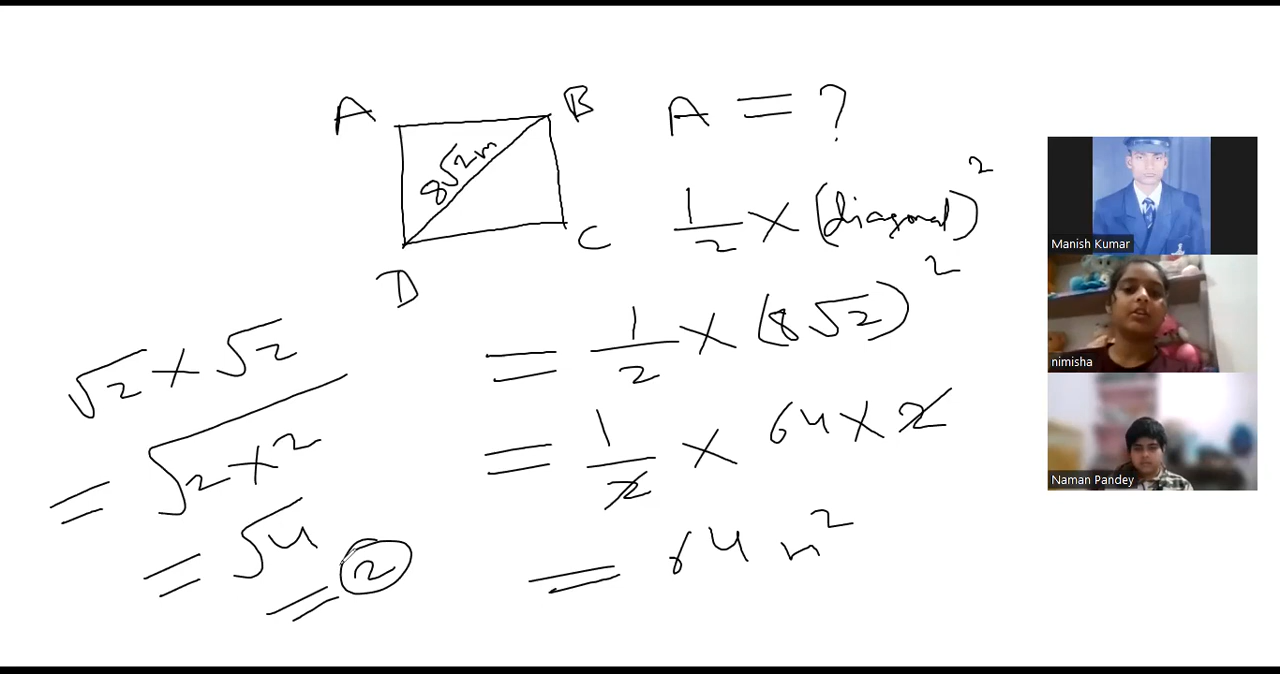 A B A = ?
8√2 m
1/2 × (diagonal)²
D C
= 1/2 × (8√2)²
= 1/2 × 64 × 2
= 64 m²
√2 × √2
= √2×2
= √4
= 2
Manish Kumar
nimisha
Naman Pandey